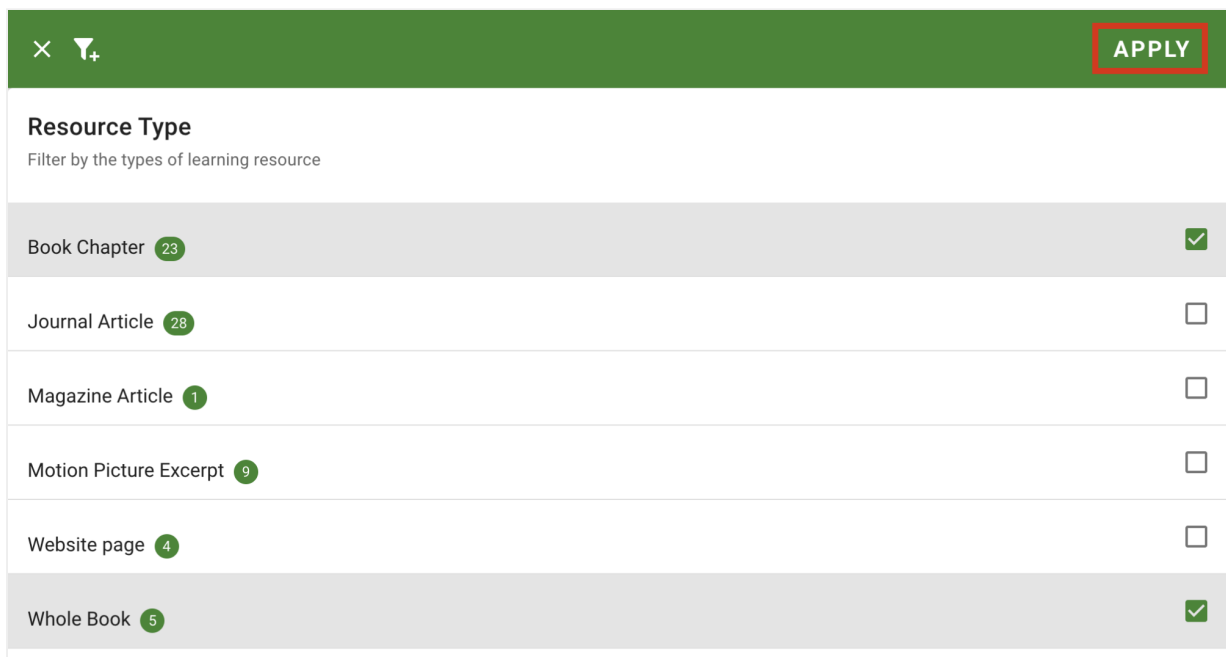 APPLY
Resource Type
Filter by the types of learning resource
Book Chapter 23
Journal Article 28
Magazine Article 1
Motion Picture Excerpt 9
Website page 4
Whole Book 5